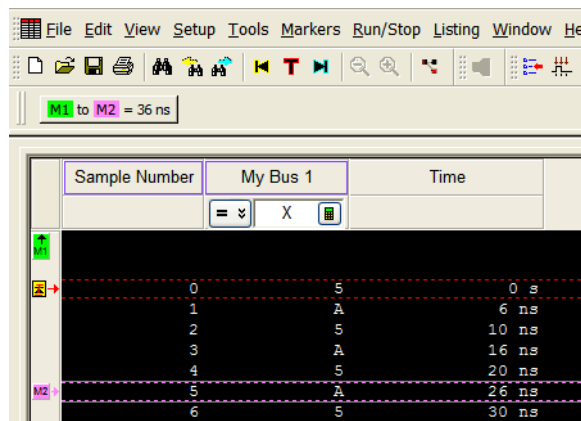 File Edit View Setup Tools Markers Run/Stop Listing Window He
T
M1 to M2 = 36 ns
Sample Number My Bus 1 Time
= X
M1
0 5 0 s
1 A 6 ns
2 5 10 ns
3 A 16 ns
4 5 20 ns
M2 5 A 26 ns
6 5 30 ns